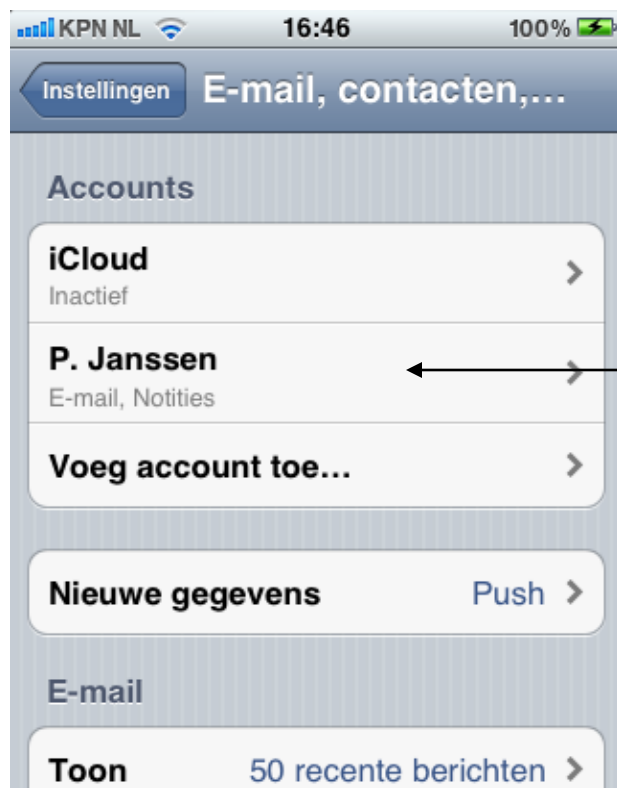 KPN NL 16:46 100%
Instellingen E-mail, contacten,...
Accounts
iCloud
Inactief
P. Janssen
E-mail, Notities
Voeg account toe...
Nieuwe gegevens Push
E-mail
Toon 50 recente berichten